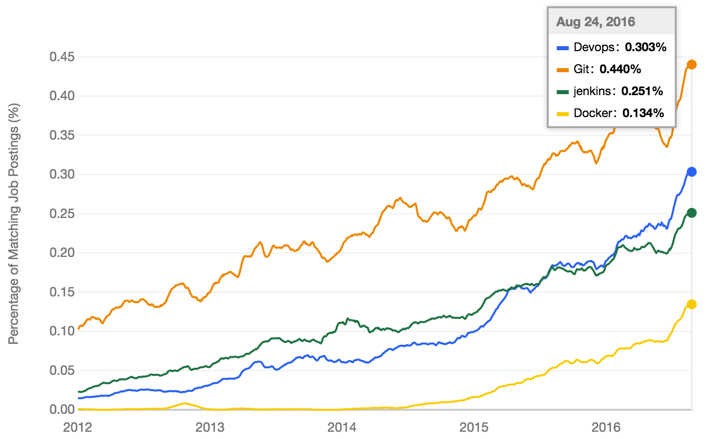 Aug 24, 2016
Devops: 0.303%
Git: 0.440%
jenkins: 0.251%
Docker: 0.134%
Percentage of Matching Job Postings (%)
0.45
0.40
0.35
0.30
0.25
0.20
0.15
0.10
0.05
0.00
2012 2013 2014 2015 2016